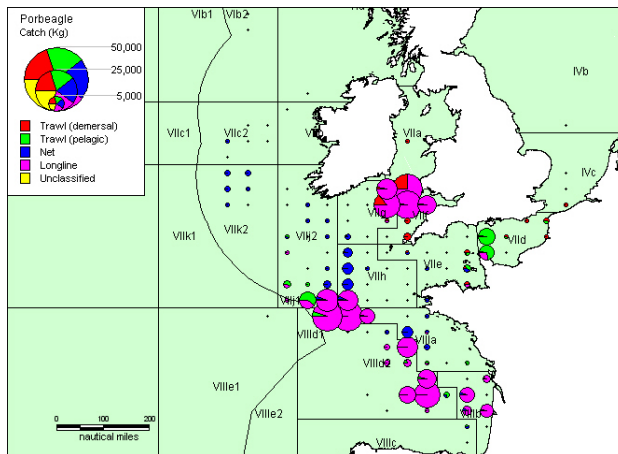 Porbeagle
Catch (Kg)
50,000
25,000
5,000
Trawl (demersal)
Trawl (pelagic)
Net
Longline
Unclassified
VIb1
VIb2
IVb
VIIc1
VIIc2
VIIa
IVc
VIIg
VIIk1
VIIk2
VIIj2
VIId
VIIe
VIIh
VIIj1
VIIId1
VIIIa
VIIId2
VIIIe1
VIIIe2
VIIIb
VIIIc
0 100 200
nautical miles